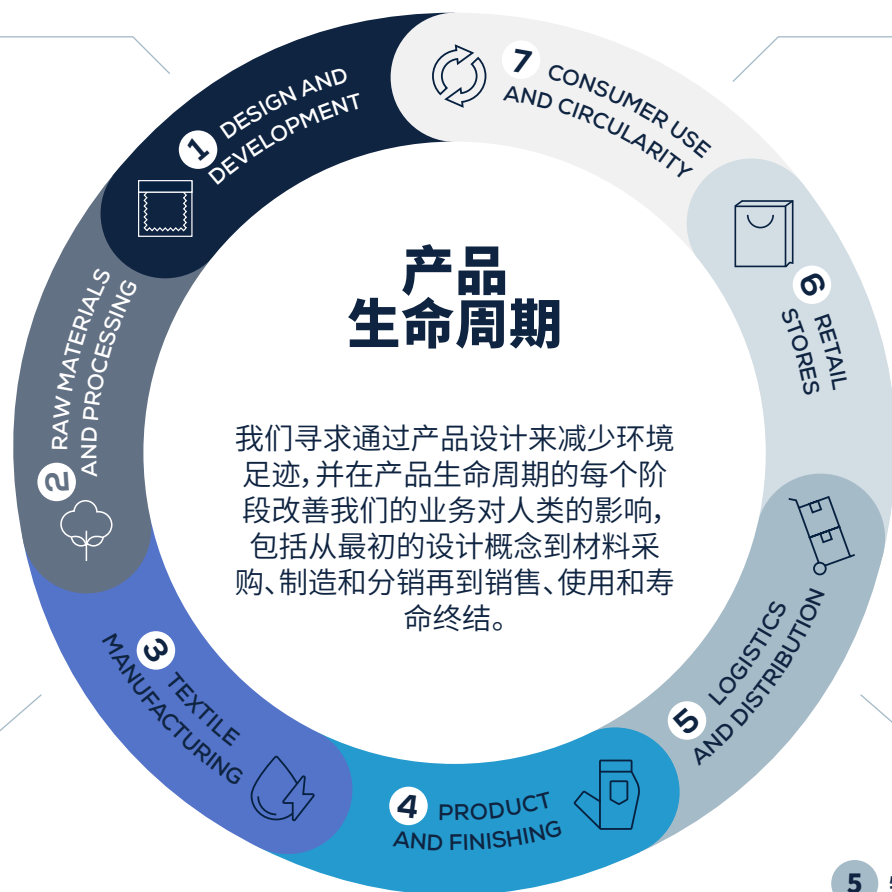 1 DESIGN AND
DEVELOPMENT
2 RAW MATERIALS
AND PROCESSING
3 TEXTILE
MANUFACTURING
4 PRODUCT
AND FINISHING
5 LOGISTICS
AND DISTRIBUTION
6 RETAIL
STORES
7 CONSUMER USE
AND CIRCULARITY
产品
生命周期
我们寻求通过产品设计来减少环境
足迹,并在产品生命周期的每个阶
段改善我们的业务对人类的影响,
包括从最初的设计概念到材料采
购、制造和分销再到销售、使用和寿
命终结。
5